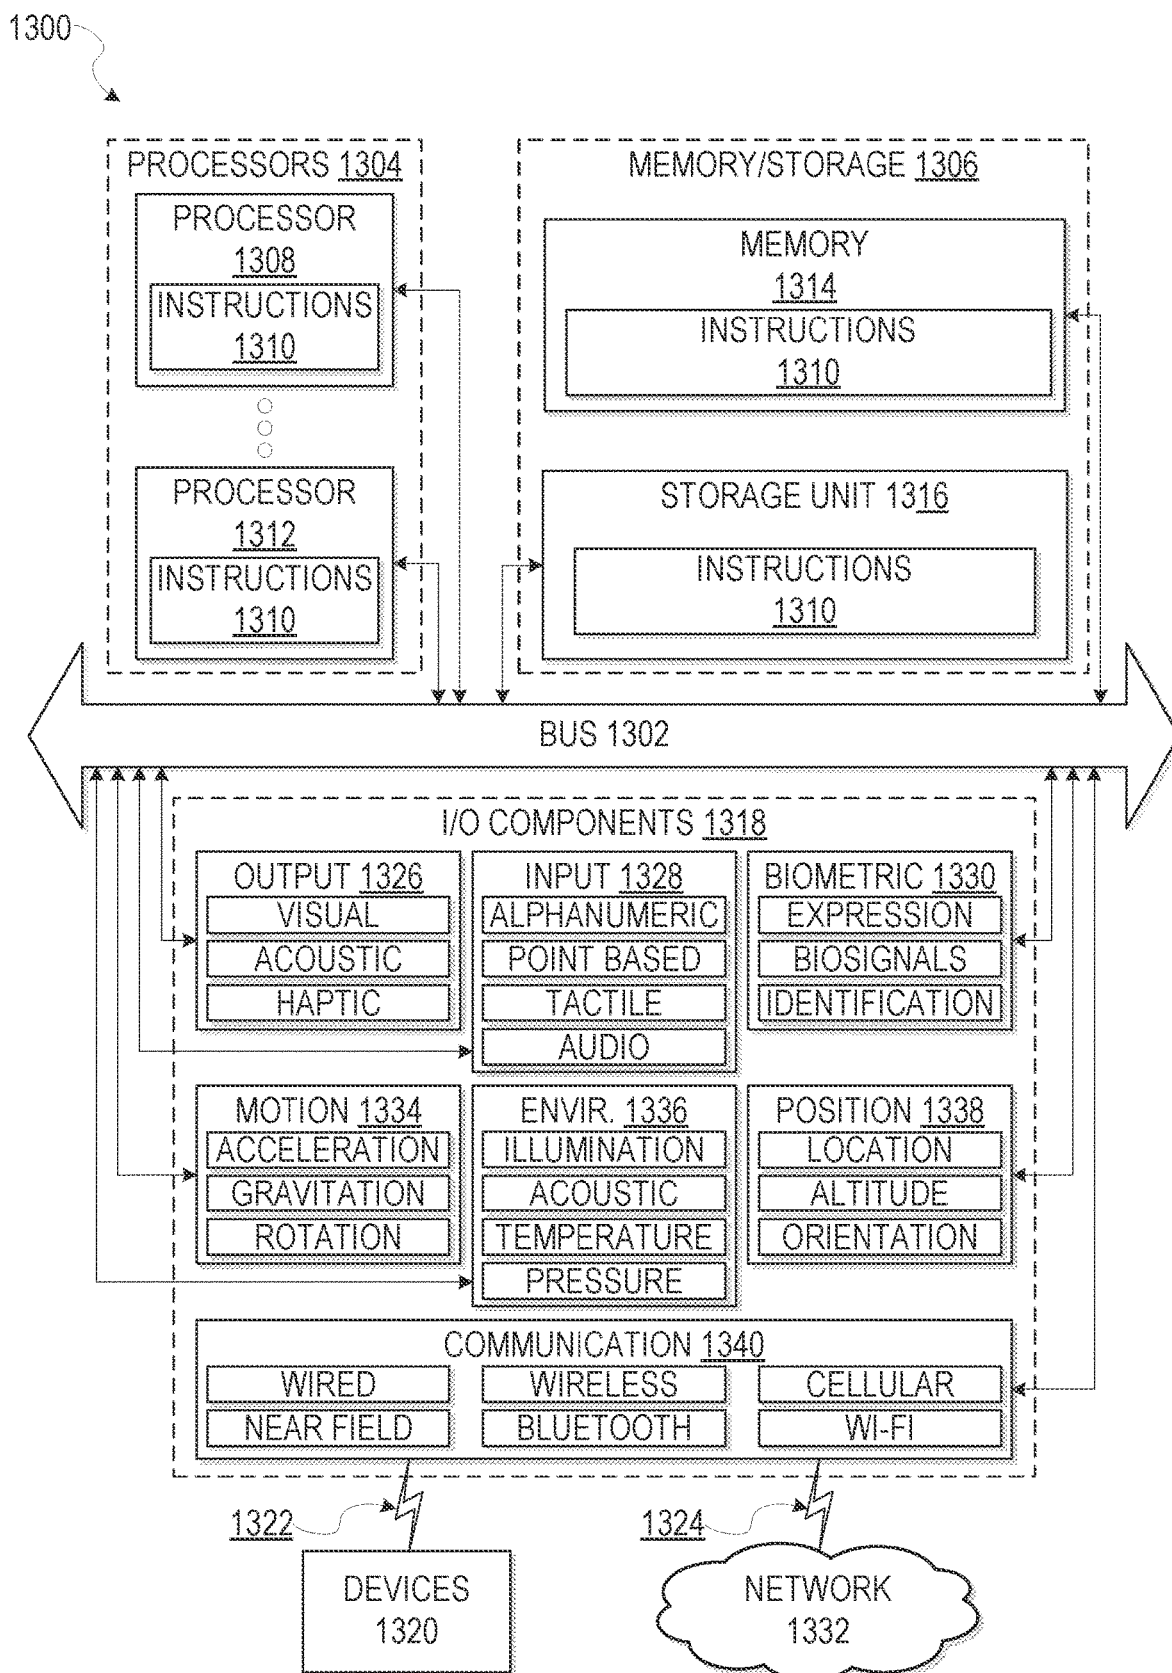 1300
PROCESSORS 1304
PROCESSOR
1308
INSTRUCTIONS
1310
PROCESSOR
1312
INSTRUCTIONS
1310
MEMORY/STORAGE 1306
MEMORY
1314
INSTRUCTIONS
1310
STORAGE UNIT 1316
INSTRUCTIONS
1310
BUS 1302
I/O COMPONENTS 1318
OUTPUT 1326
VISUAL
ACOUSTIC
HAPTIC
INPUT 1328
ALPHANUMERIC
POINT BASED
TACTILE
AUDIO
BIOMETRIC 1330
EXPRESSION
BIOSIGNALS
IDENTIFICATION
MOTION 1334
ACCELERATION
GRAVITATION
ROTATION
ENVIR. 1336
ILLUMINATION
ACOUSTIC
TEMPERATURE
PRESSURE
POSITION 1338
LOCATION
ALTITUDE
ORIENTATION
COMMUNICATION 1340
WIRED
WIRELESS
CELLULAR
NEAR FIELD
BLUETOOTH
WI-FI
1322
1324
DEVICES
1320
NETWORK
1332